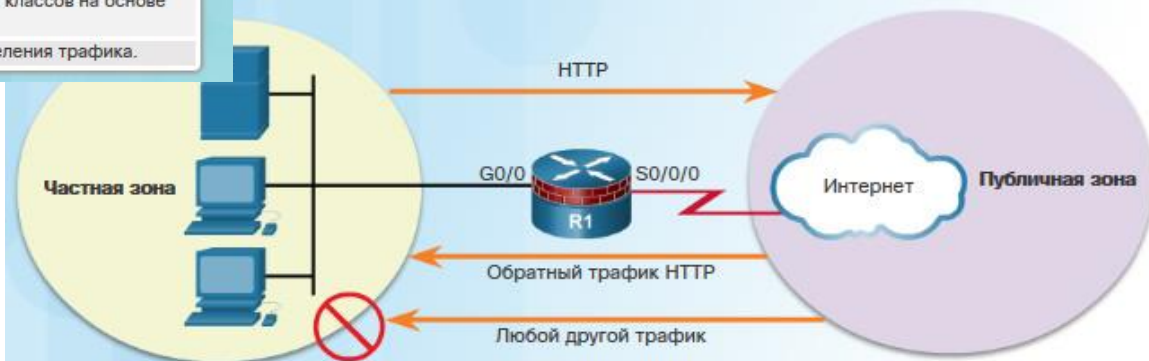 классов на основе
еления трафика.
HTTP
Частная зона
G0/0
S0/0/0
R1
Интернет
Публичная зона
Обратный трафик HTTP
Любой другой трафик